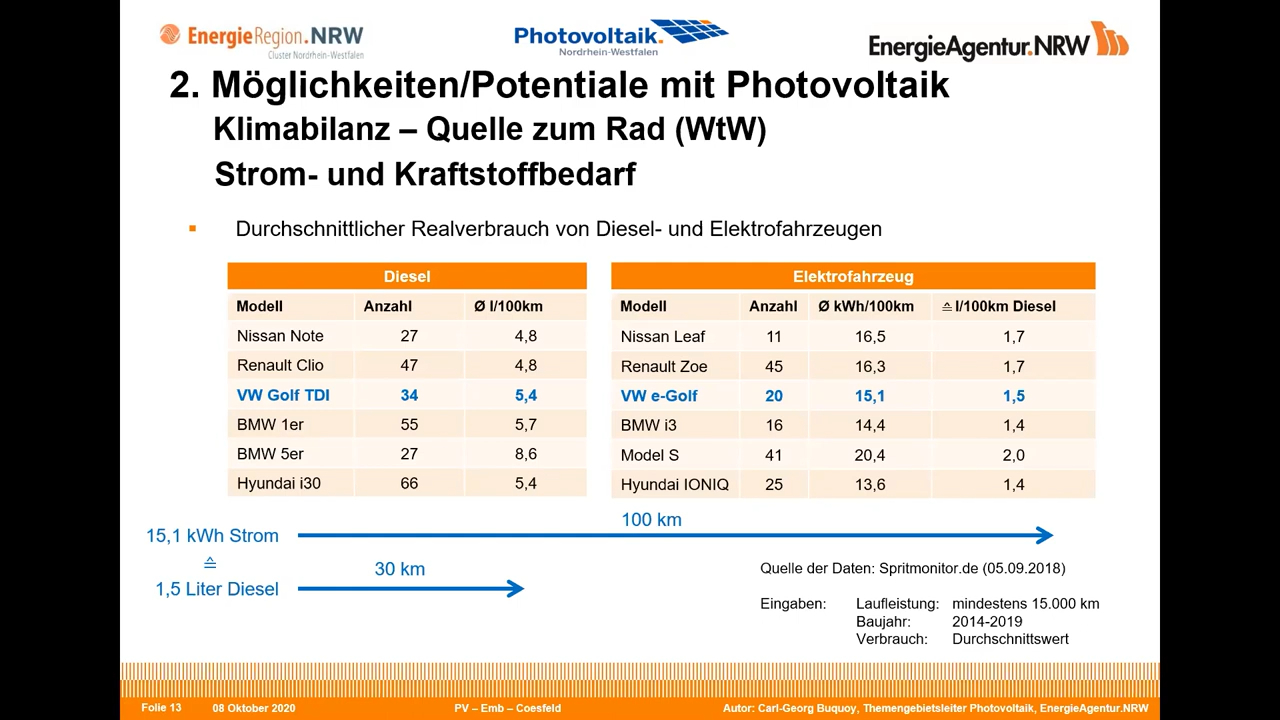 EnergieRegion.NRW
Cluster Nordrhein-Westfalen
Photovoltaik.
Nordrhein-Westfalen
EnergieAgentur.NRW
2. Möglichkeiten/Potentiale mit Photovoltaik
Klimabilanz – Quelle zum Rad (WtW)
Strom- und Kraftstoffbedarf
▪ Durchschnittlicher Realverbrauch von Diesel- und Elektrofahrzeugen
Diesel
Modell Anzahl Ø l/100km
Nissan Note 27 4,8
Renault Clio 47 4,8
VW Golf TDI 34 5,4
BMW 1er 55 5,7
BMW 5er 27 8,6
Hyundai i30 66 5,4
Elektrofahrzeug
Modell Anzahl Ø kWh/100km ≙ l/100km Diesel
Nissan Leaf 11 16,5 1,7
Renault Zoe 45 16,3 1,7
VW e-Golf 20 15,1 1,5
BMW i3 16 14,4 1,4
Model S 41 20,4 2,0
Hyundai IONIQ 25 13,6 1,4
100 km
15,1 kWh Strom
≙
30 km
1,5 Liter Diesel
Quelle der Daten: Spritmonitor.de (05.09.2018)
Eingaben: Laufleistung: mindestens 15.000 km
Baujahr: 2014-2019
Verbrauch: Durchschnittswert
Folie 13 08 Oktober 2020 PV – Emb – Coesfeld Autor: Carl-Georg Buquoy, Themengebietsleiter Photovoltaik, EnergieAgentur.NRW